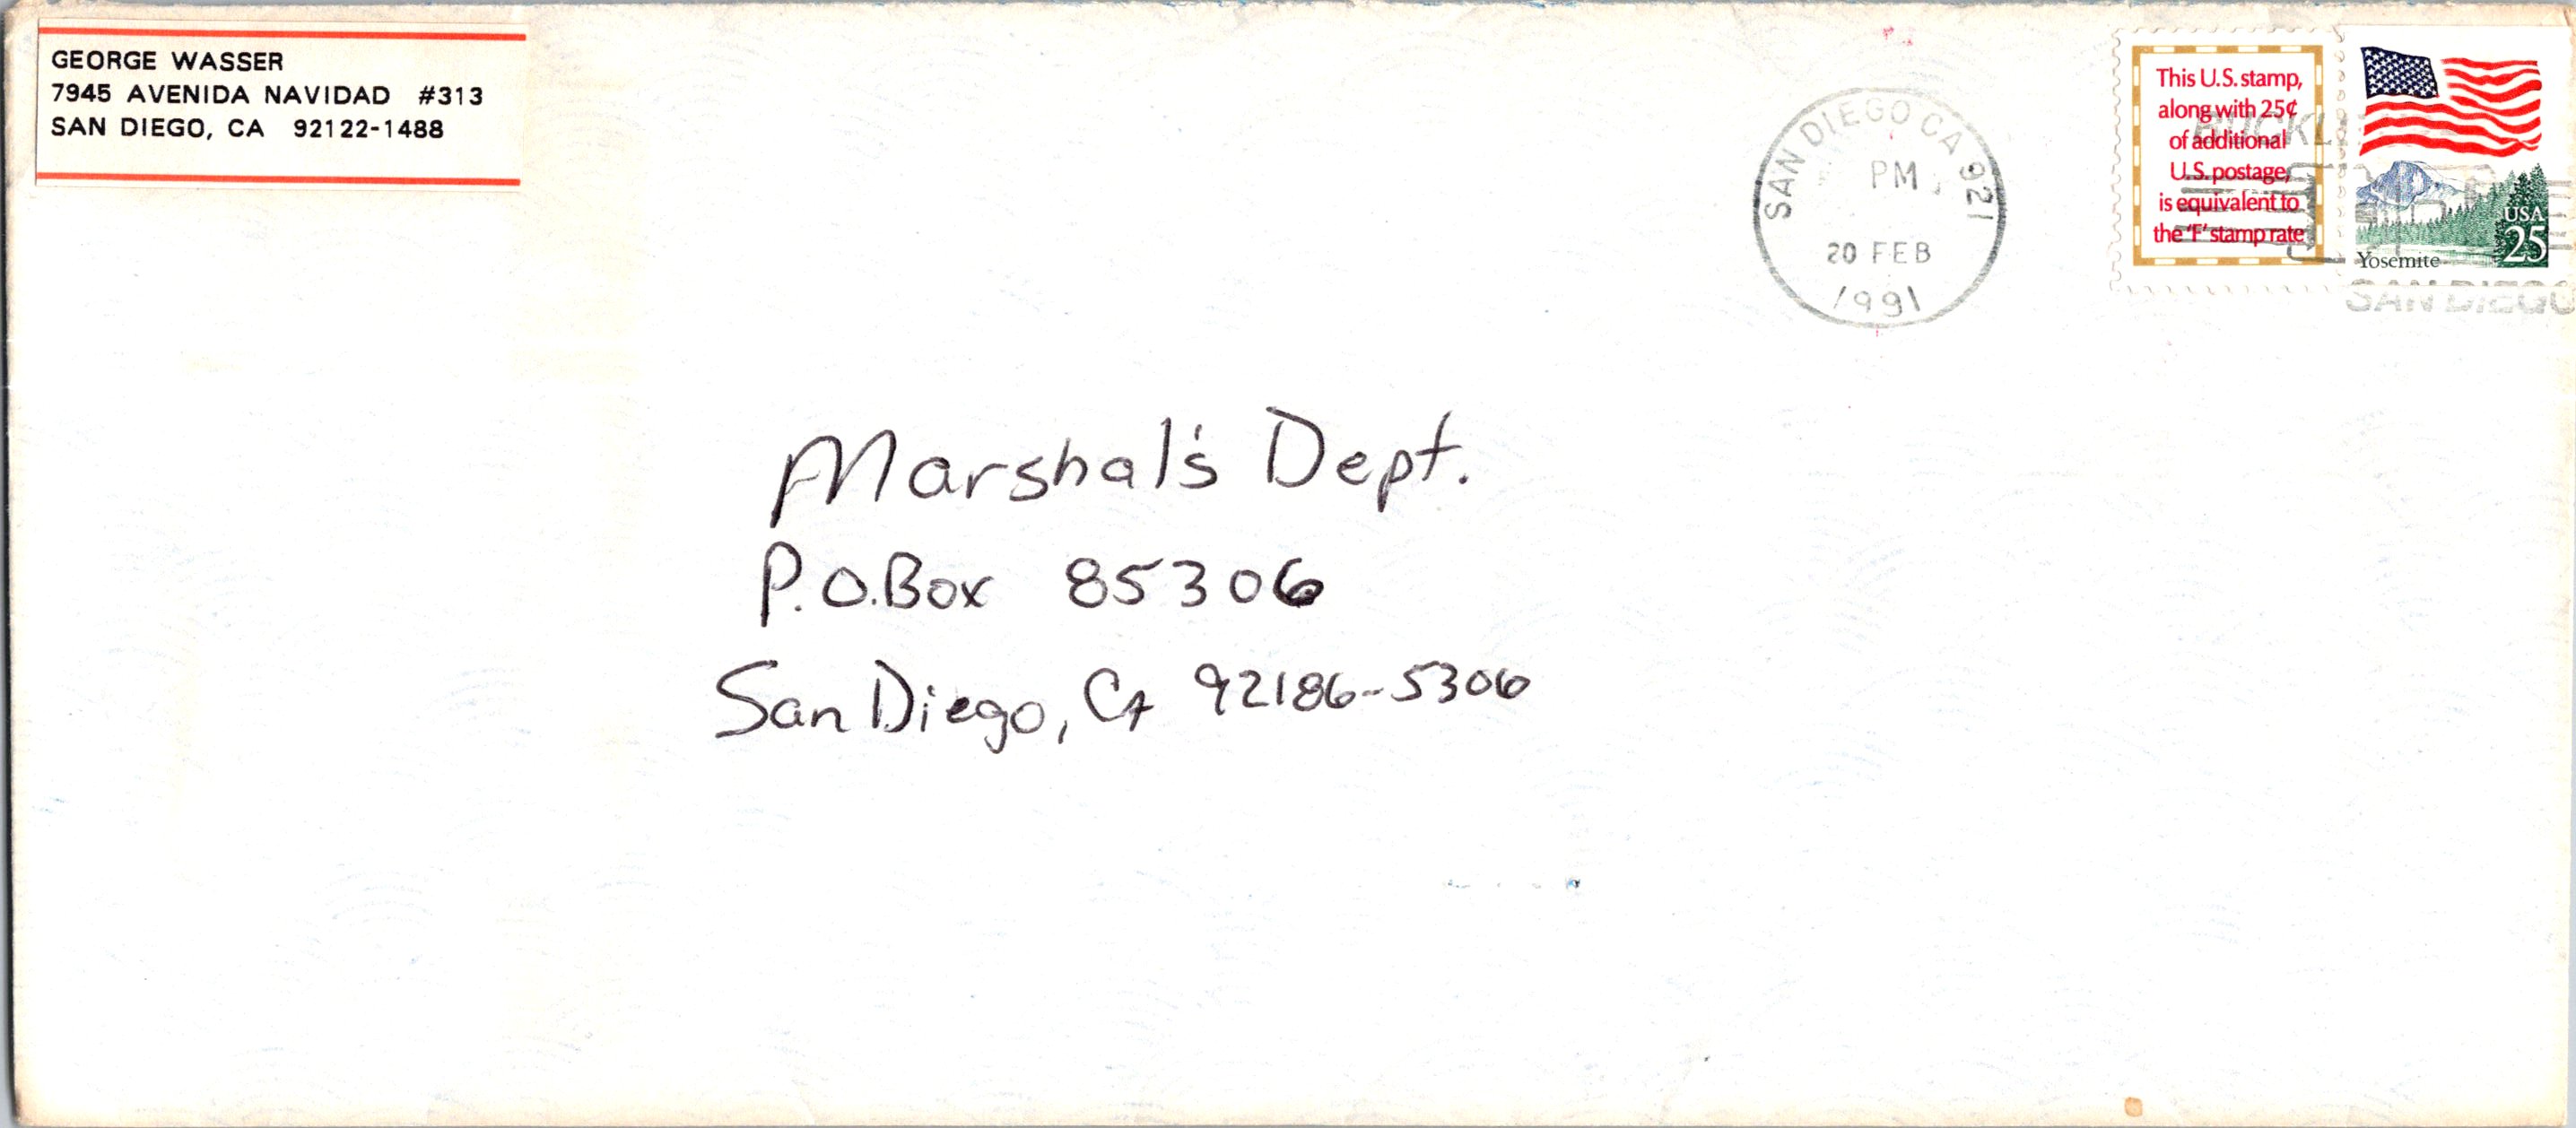 GEORGE WASSER
7945 AVENIDA NAVIDAD #313
SAN DIEGO, CA 92122-1488
SAN DIEGO CA 921
PM
20 FEB
1991
This U.S. stamp,
along with 25¢
of additional
U.S. postage,
is equivalent to
the 'F' stamp rate
USA
25
Yosemite
SAN DIEGO
Marshal's Dept.
P.O.Box 85306
San Diego, CA 92186-5306